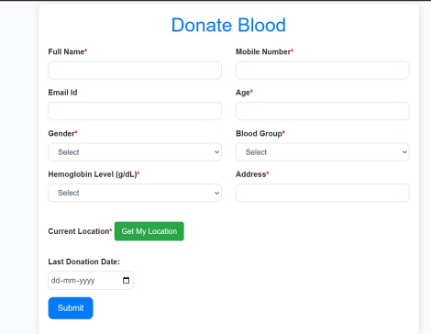 Donate Blood
Full Name* Mobile Number*
Email Id Age*
Gender* Blood Group*
Select Select
Hemoglobin Level (g/dL)* Address*
Select
Current Location* Get My Location
Last Donation Date:
dd-mm-yyyy
Submit